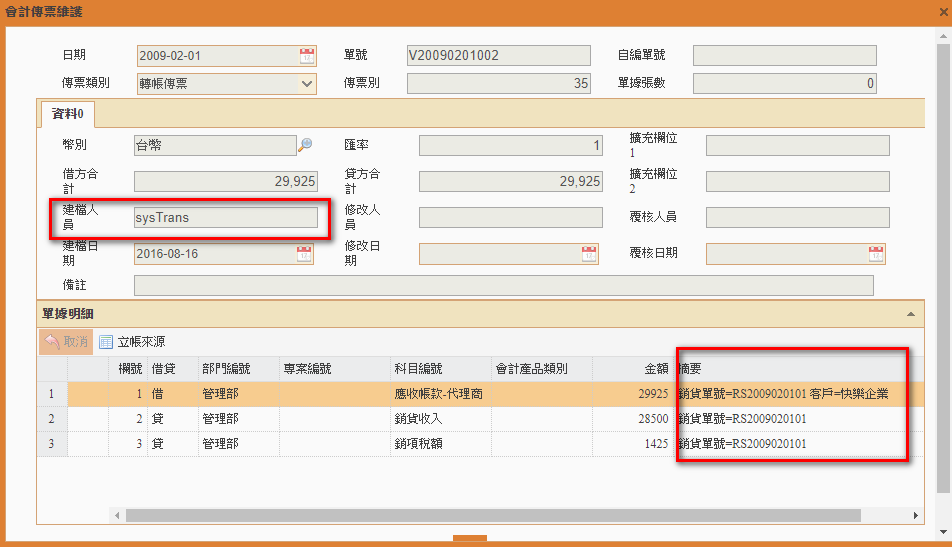 會計傳票維護
日期 2009-02-01 單號 V20090201002 自編單號
傳票類別 轉帳傳票 傳票別 35 單據張數 0
資料0
幣別 台幣 匯率 1 擴充欄位1
借方合計 29,925 貸方合計 29,925 擴充欄位2
建檔人員 sysTrans 修改人員 覆核人員
建檔日期 2016-08-16 修改日期 覆核日期
備註
單據明細
取消 立帳來源
欄號 借貸 部門編號 專案編號 科目編號 會計產品類別 金額 摘要
1 1 借 管理部 應收帳款-代理商 29925 銷貨單號=RS2009020101 客戶=快樂企業
2 2 貸 管理部 銷貨收入 28500 銷貨單號=RS2009020101
3 3 貸 管理部 銷項稅額 1425 銷貨單號=RS2009020101